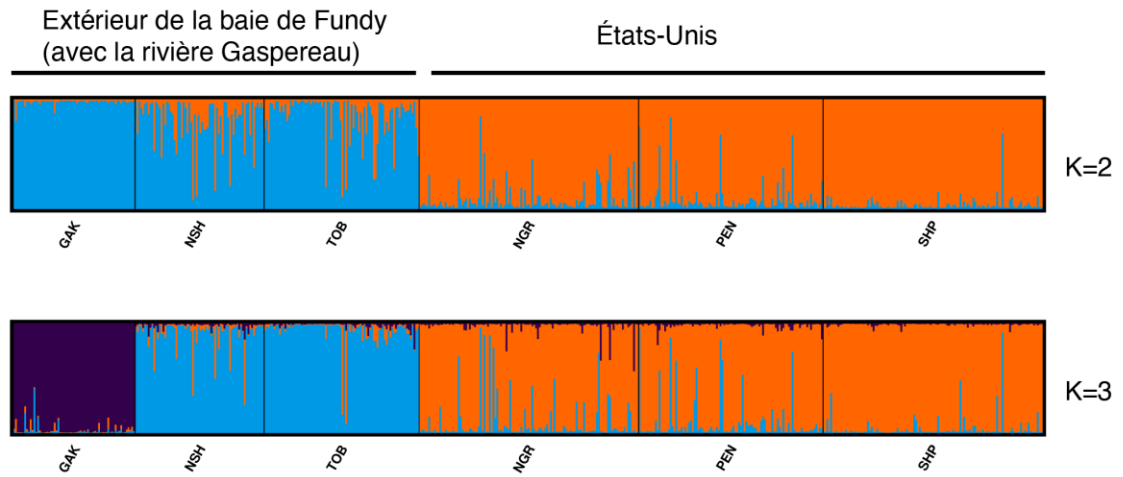 Extérieur de la baie de Fundy
(avec la rivière Gaspereau)
États-Unis
K=2
GAK NSH TOB NGR PEN SHP
K=3
GAK NSH TOB NGR PEN SHP